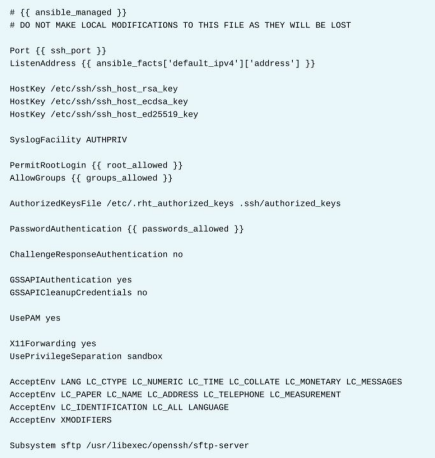 # {{ ansible_managed }}
# DO NOT MAKE LOCAL MODIFICATIONS TO THIS FILE AS THEY WILL BE LOST
Port {{ ssh_port }}
ListenAddress {{ ansible_facts['default_ipv4']['address'] }}
HostKey /etc/ssh/ssh_host_rsa_key
HostKey /etc/ssh/ssh_host_ecdsa_key
HostKey /etc/ssh/ssh_host_ed25519_key
SyslogFacility AUTHPRIV
PermitRootLogin {{ root_allowed }}
AllowGroups {{ groups_allowed }}
AuthorizedKeysFile /etc/.rht_authorized_keys .ssh/authorized_keys
PasswordAuthentication {{ passwords_allowed }}
ChallengeResponseAuthentication no
GSSAPIAuthentication yes
GSSAPICleanupCredentials no
UsePAM yes
X11Forwarding yes
UsePrivilegeSeparation sandbox
AcceptEnv LANG LC_CTYPE LC_NUMERIC LC_TIME LC_COLLATE LC_MONETARY LC_MESSAGES
AcceptEnv LC_PAPER LC_NAME LC_ADDRESS LC_TELEPHONE LC_MEASUREMENT
AcceptEnv LC_IDENTIFICATION LC_ALL LANGUAGE
AcceptEnv XMODIFIERS
Subsystem sftp /usr/libexec/openssh/sftp-server